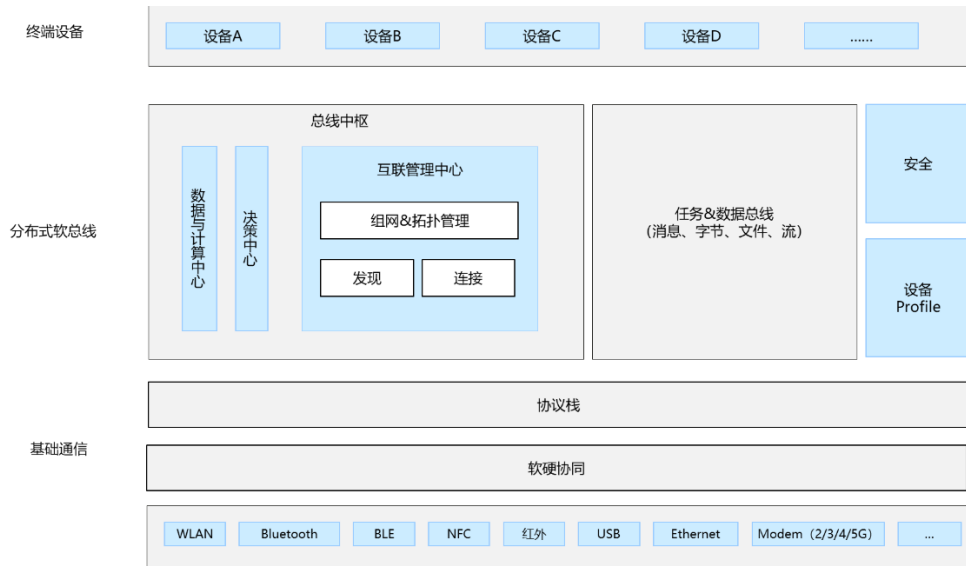 终端设备
设备A
设备B
设备C
设备D
......
分布式软总线
总线中枢
数据与计算中心
决策中心
互联管理中心
组网&拓扑管理
发现
连接
任务&数据总线
(消息、字节、文件、流)
安全
设备
Profile
基础通信
协议栈
软硬协同
WLAN
Bluetooth
BLE
NFC
红外
USB
Ethernet
Modem（2/3/4/5G）
...